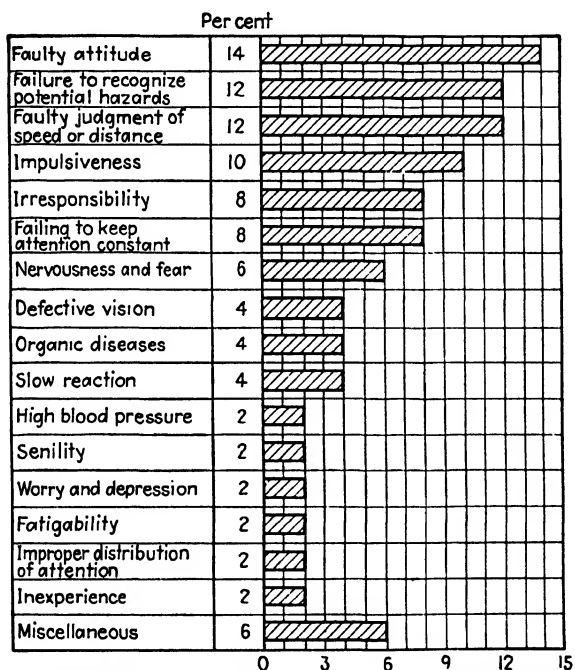 Per cent
Faulty attitude 14
Failure to recognize
potential hazards 12
Faulty judgment of
speed or distance 12
Impulsiveness 10
Irresponsibility 8
Failing to keep
attention constant 8
Nervousness and fear 6
Defective vision 4
Organic diseases 4
Slow reaction 4
High blood pressure 2
Senility 2
Worry and depression 2
Fatigability 2
Improper distribution
of attention 2
Inexperience 2
Miscellaneous 6
0 3 6 9 12 15